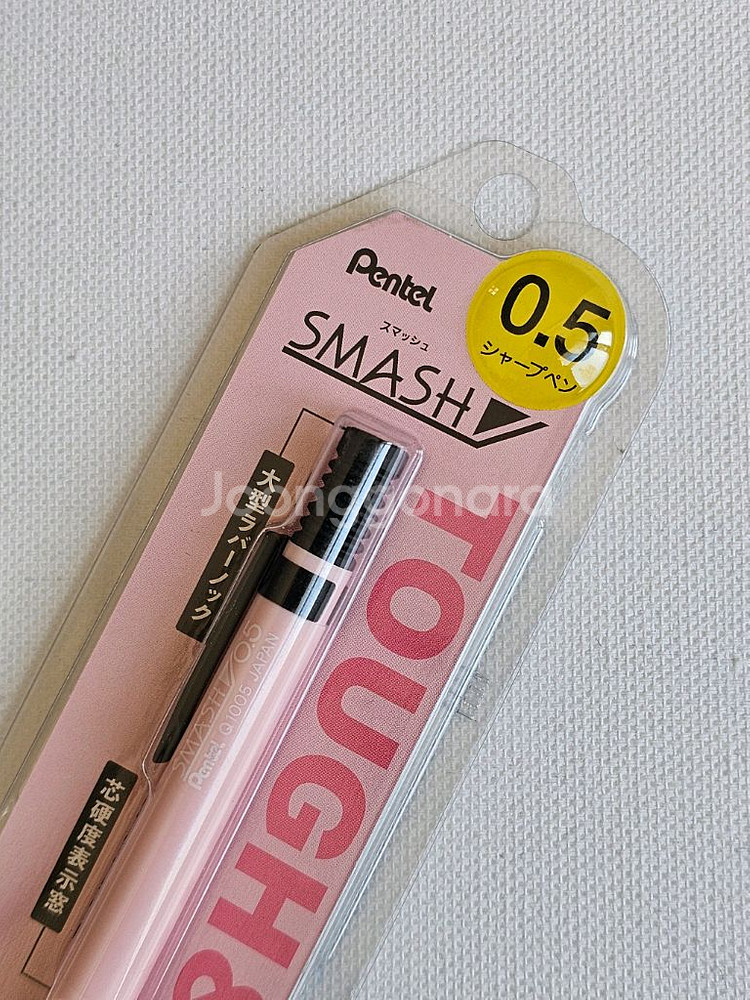 Pentel
スマッシュ
SMASH
0.5
シャープペン
大型ラバーノック
Joonggonara
TOUGH&
SMASH 0.5
Pentel Q1005 JAPAN
芯硬度表示窓